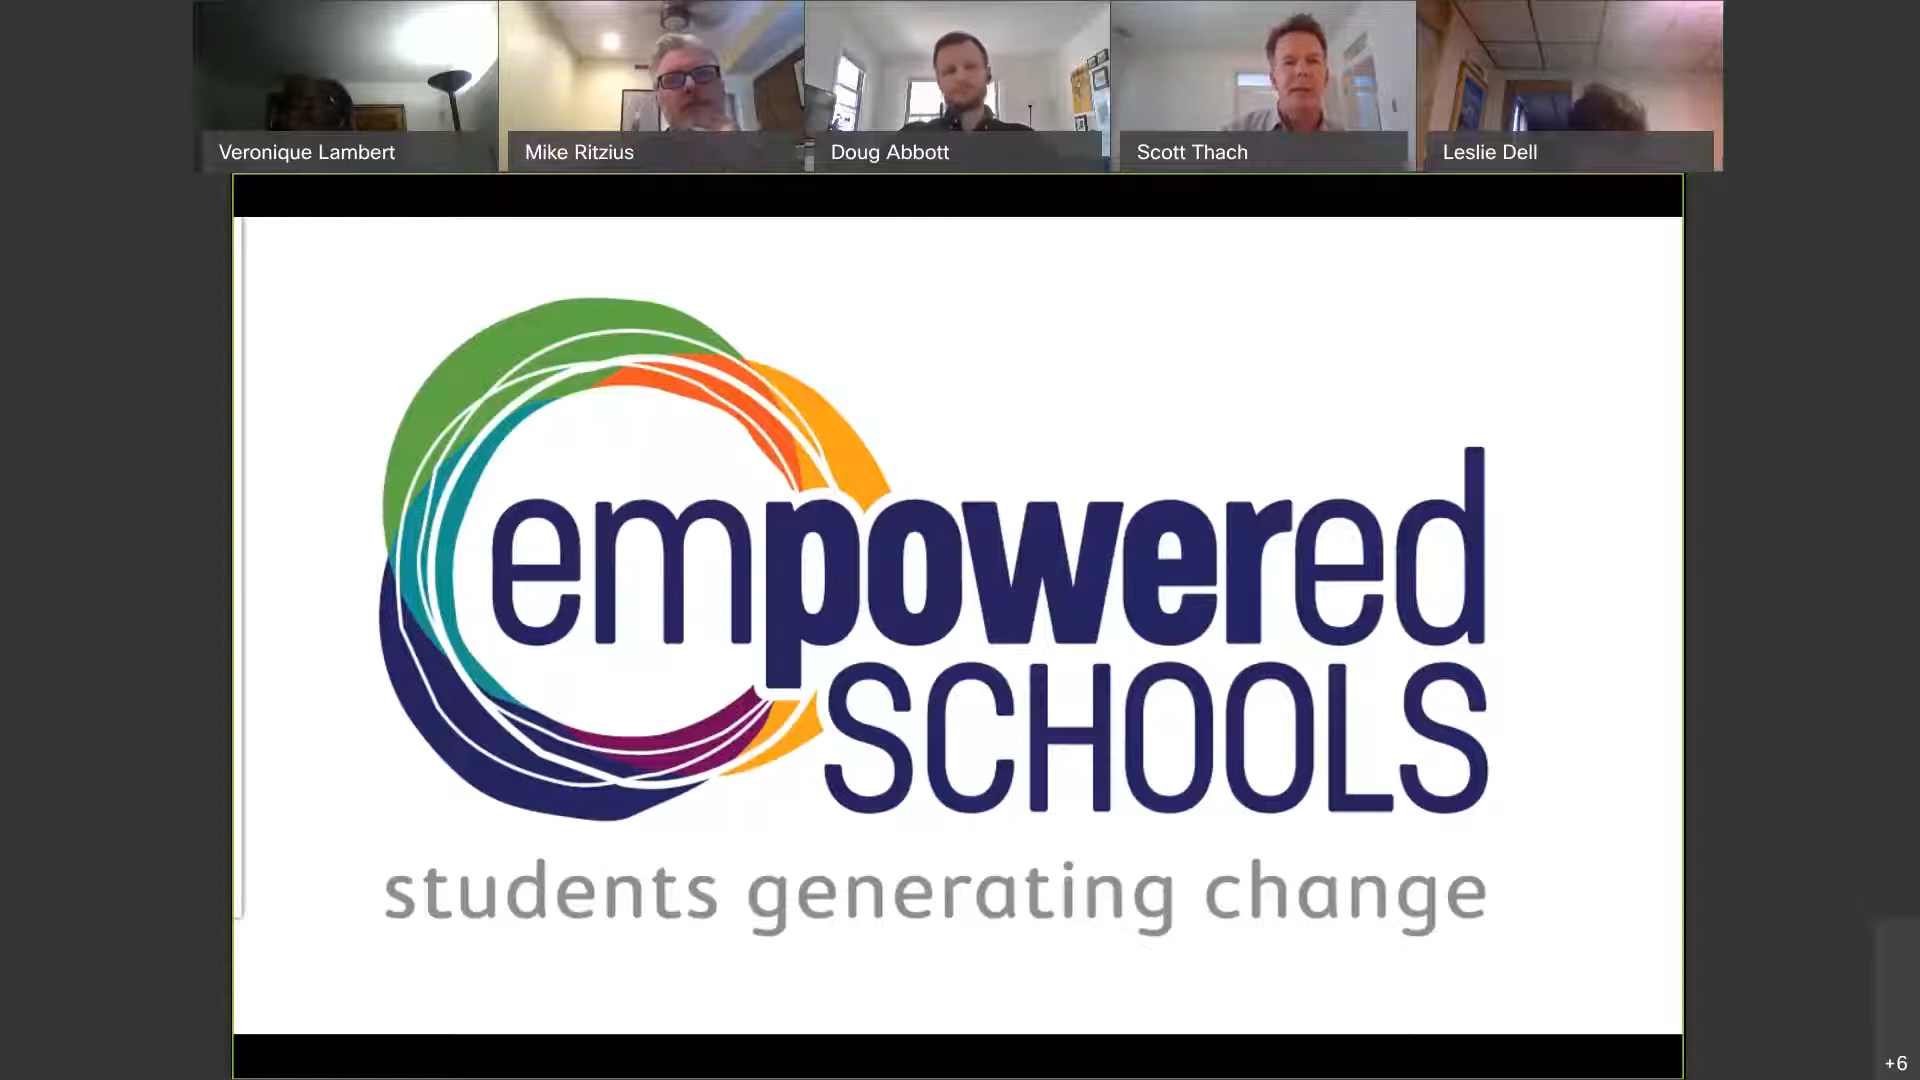 Veronique Lambert
Mike Ritzius
Doug Abbott
Scott Thach
Leslie Dell
empowered
SCHOOLS
students generating change
+6